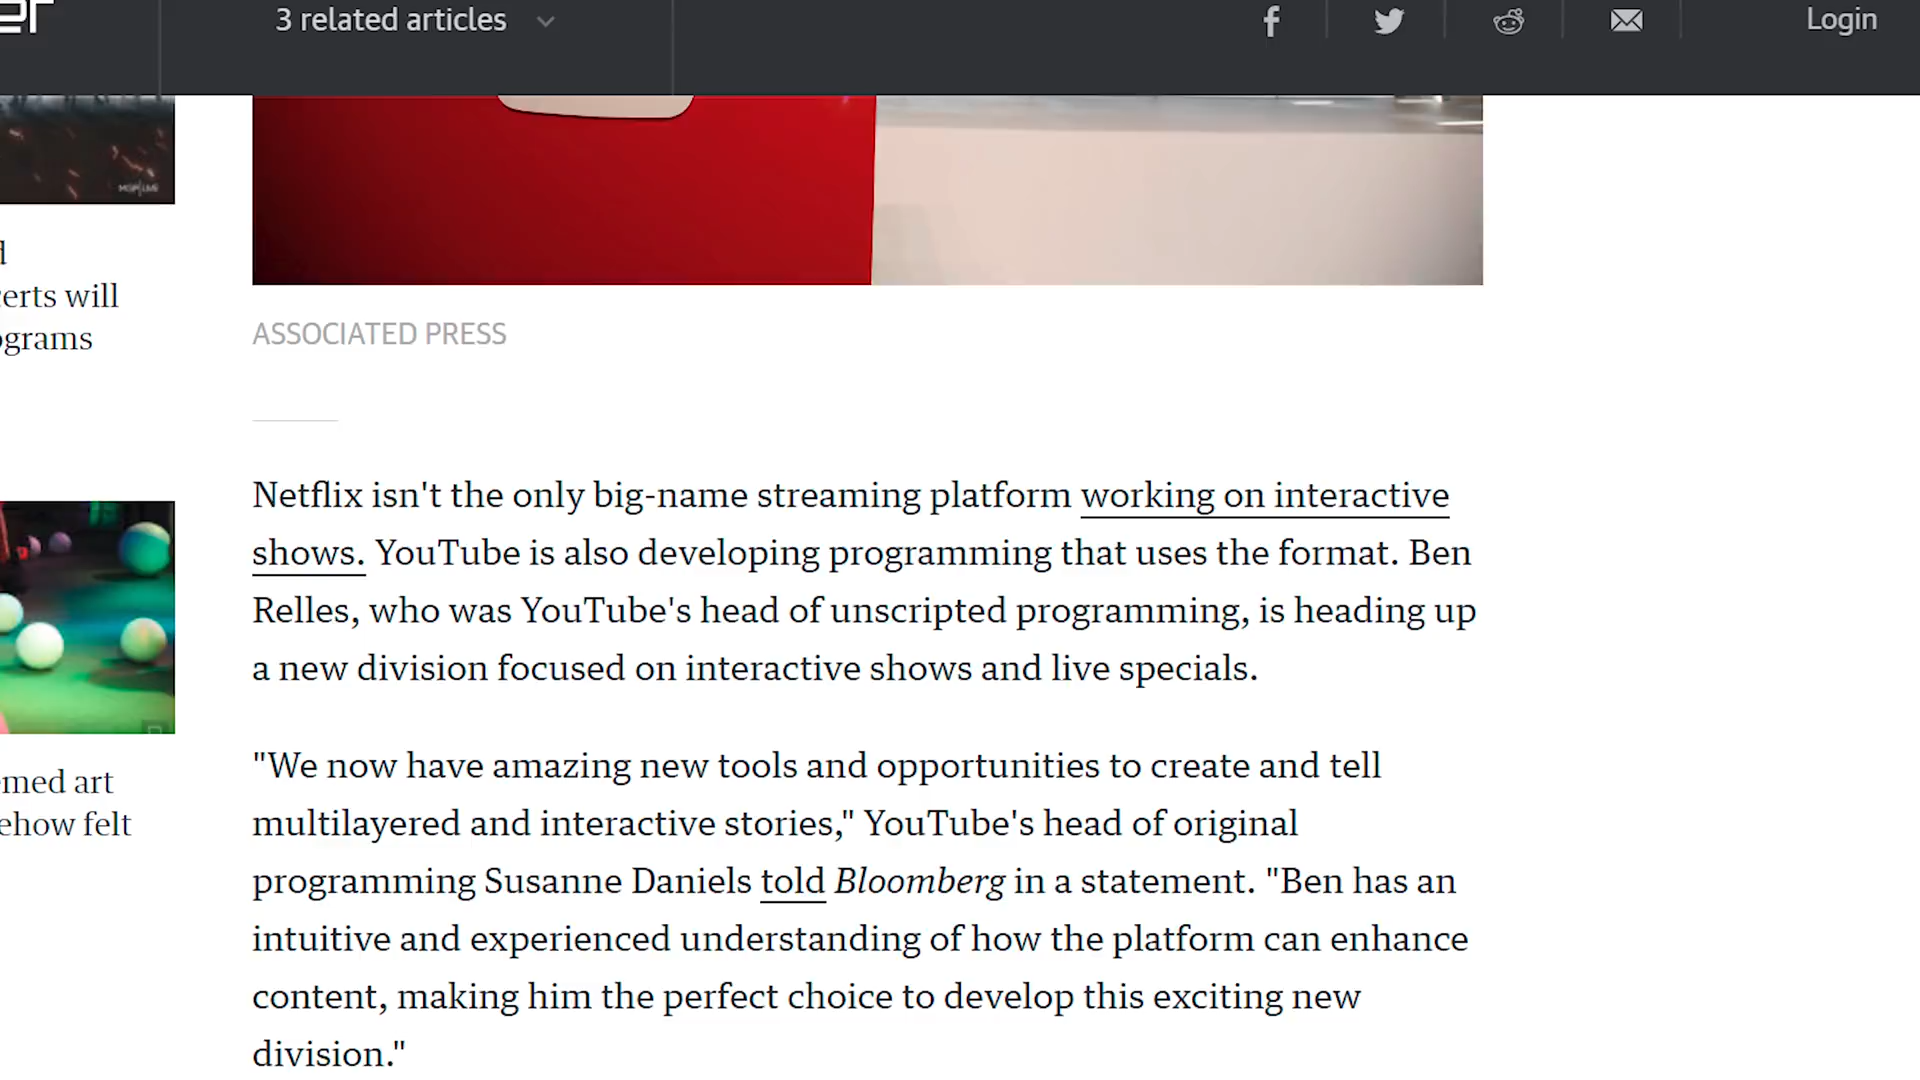 3 related articles
Login
MGP LIVE
erts will
ograms
ASSOCIATED PRESS
Netflix isn't the only big-name streaming platform working on interactive
shows. YouTube is also developing programming that uses the format. Ben
Relles, who was YouTube's head of unscripted programming, is heading up
a new division focused on interactive shows and live specials.
med art
ehow felt
"We now have amazing new tools and opportunities to create and tell
multilayered and interactive stories," YouTube's head of original
programming Susanne Daniels told Bloomberg in a statement. "Ben has an
intuitive and experienced understanding of how the platform can enhance
content, making him the perfect choice to develop this exciting new
division."